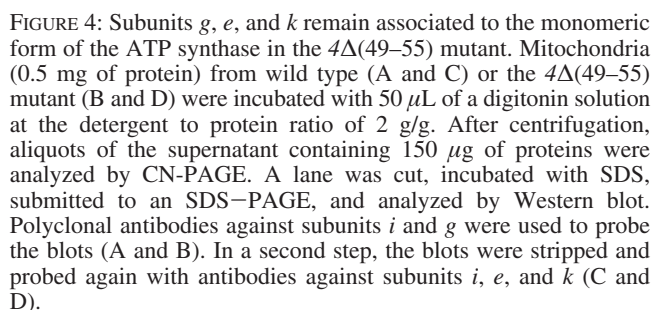 FIGURE 4: Subunits g, e, and k remain associated to the monomeric
form of the ATP synthase in the 4Δ(49–55) mutant. Mitochondria
(0.5 mg of protein) from wild type (A and C) or the 4Δ(49–55)
mutant (B and D) were incubated with 50 μL of a digitonin solution
at the detergent to protein ratio of 2 g/g. After centrifugation,
aliquots of the supernatant containing 150 μg of proteins were
analyzed by CN-PAGE. A lane was cut, incubated with SDS,
submitted to an SDS−PAGE, and analyzed by Western blot.
Polyclonal antibodies against subunits i and g were used to probe
the blots (A and B). In a second step, the blots were stripped and
probed again with antibodies against subunits i, e, and k (C and
D).